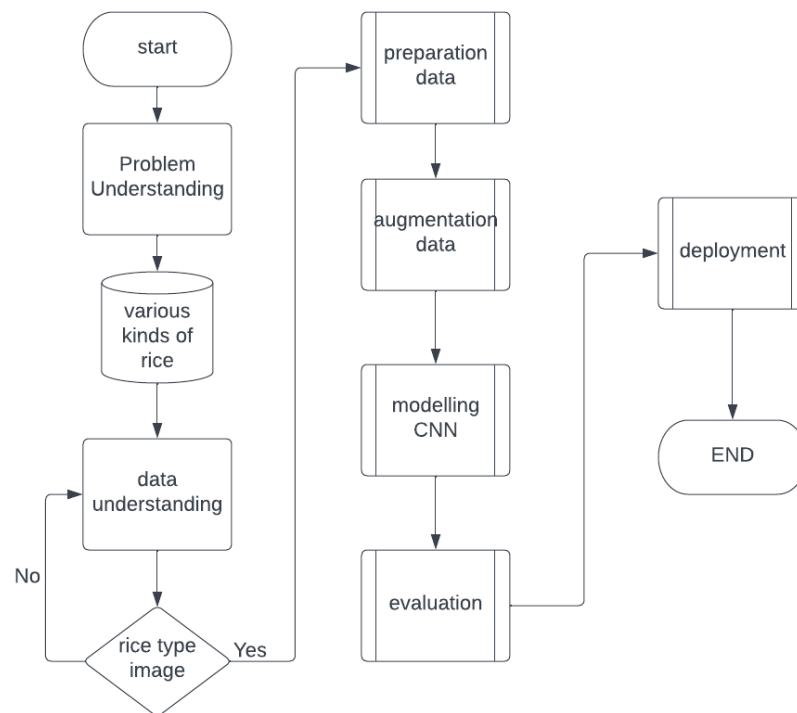 start
Problem
Understanding
various
kinds of
rice
data
understanding
No
rice type
image
Yes
preparation
data
augmentation
data
modelling
CNN
evaluation
deployment
END